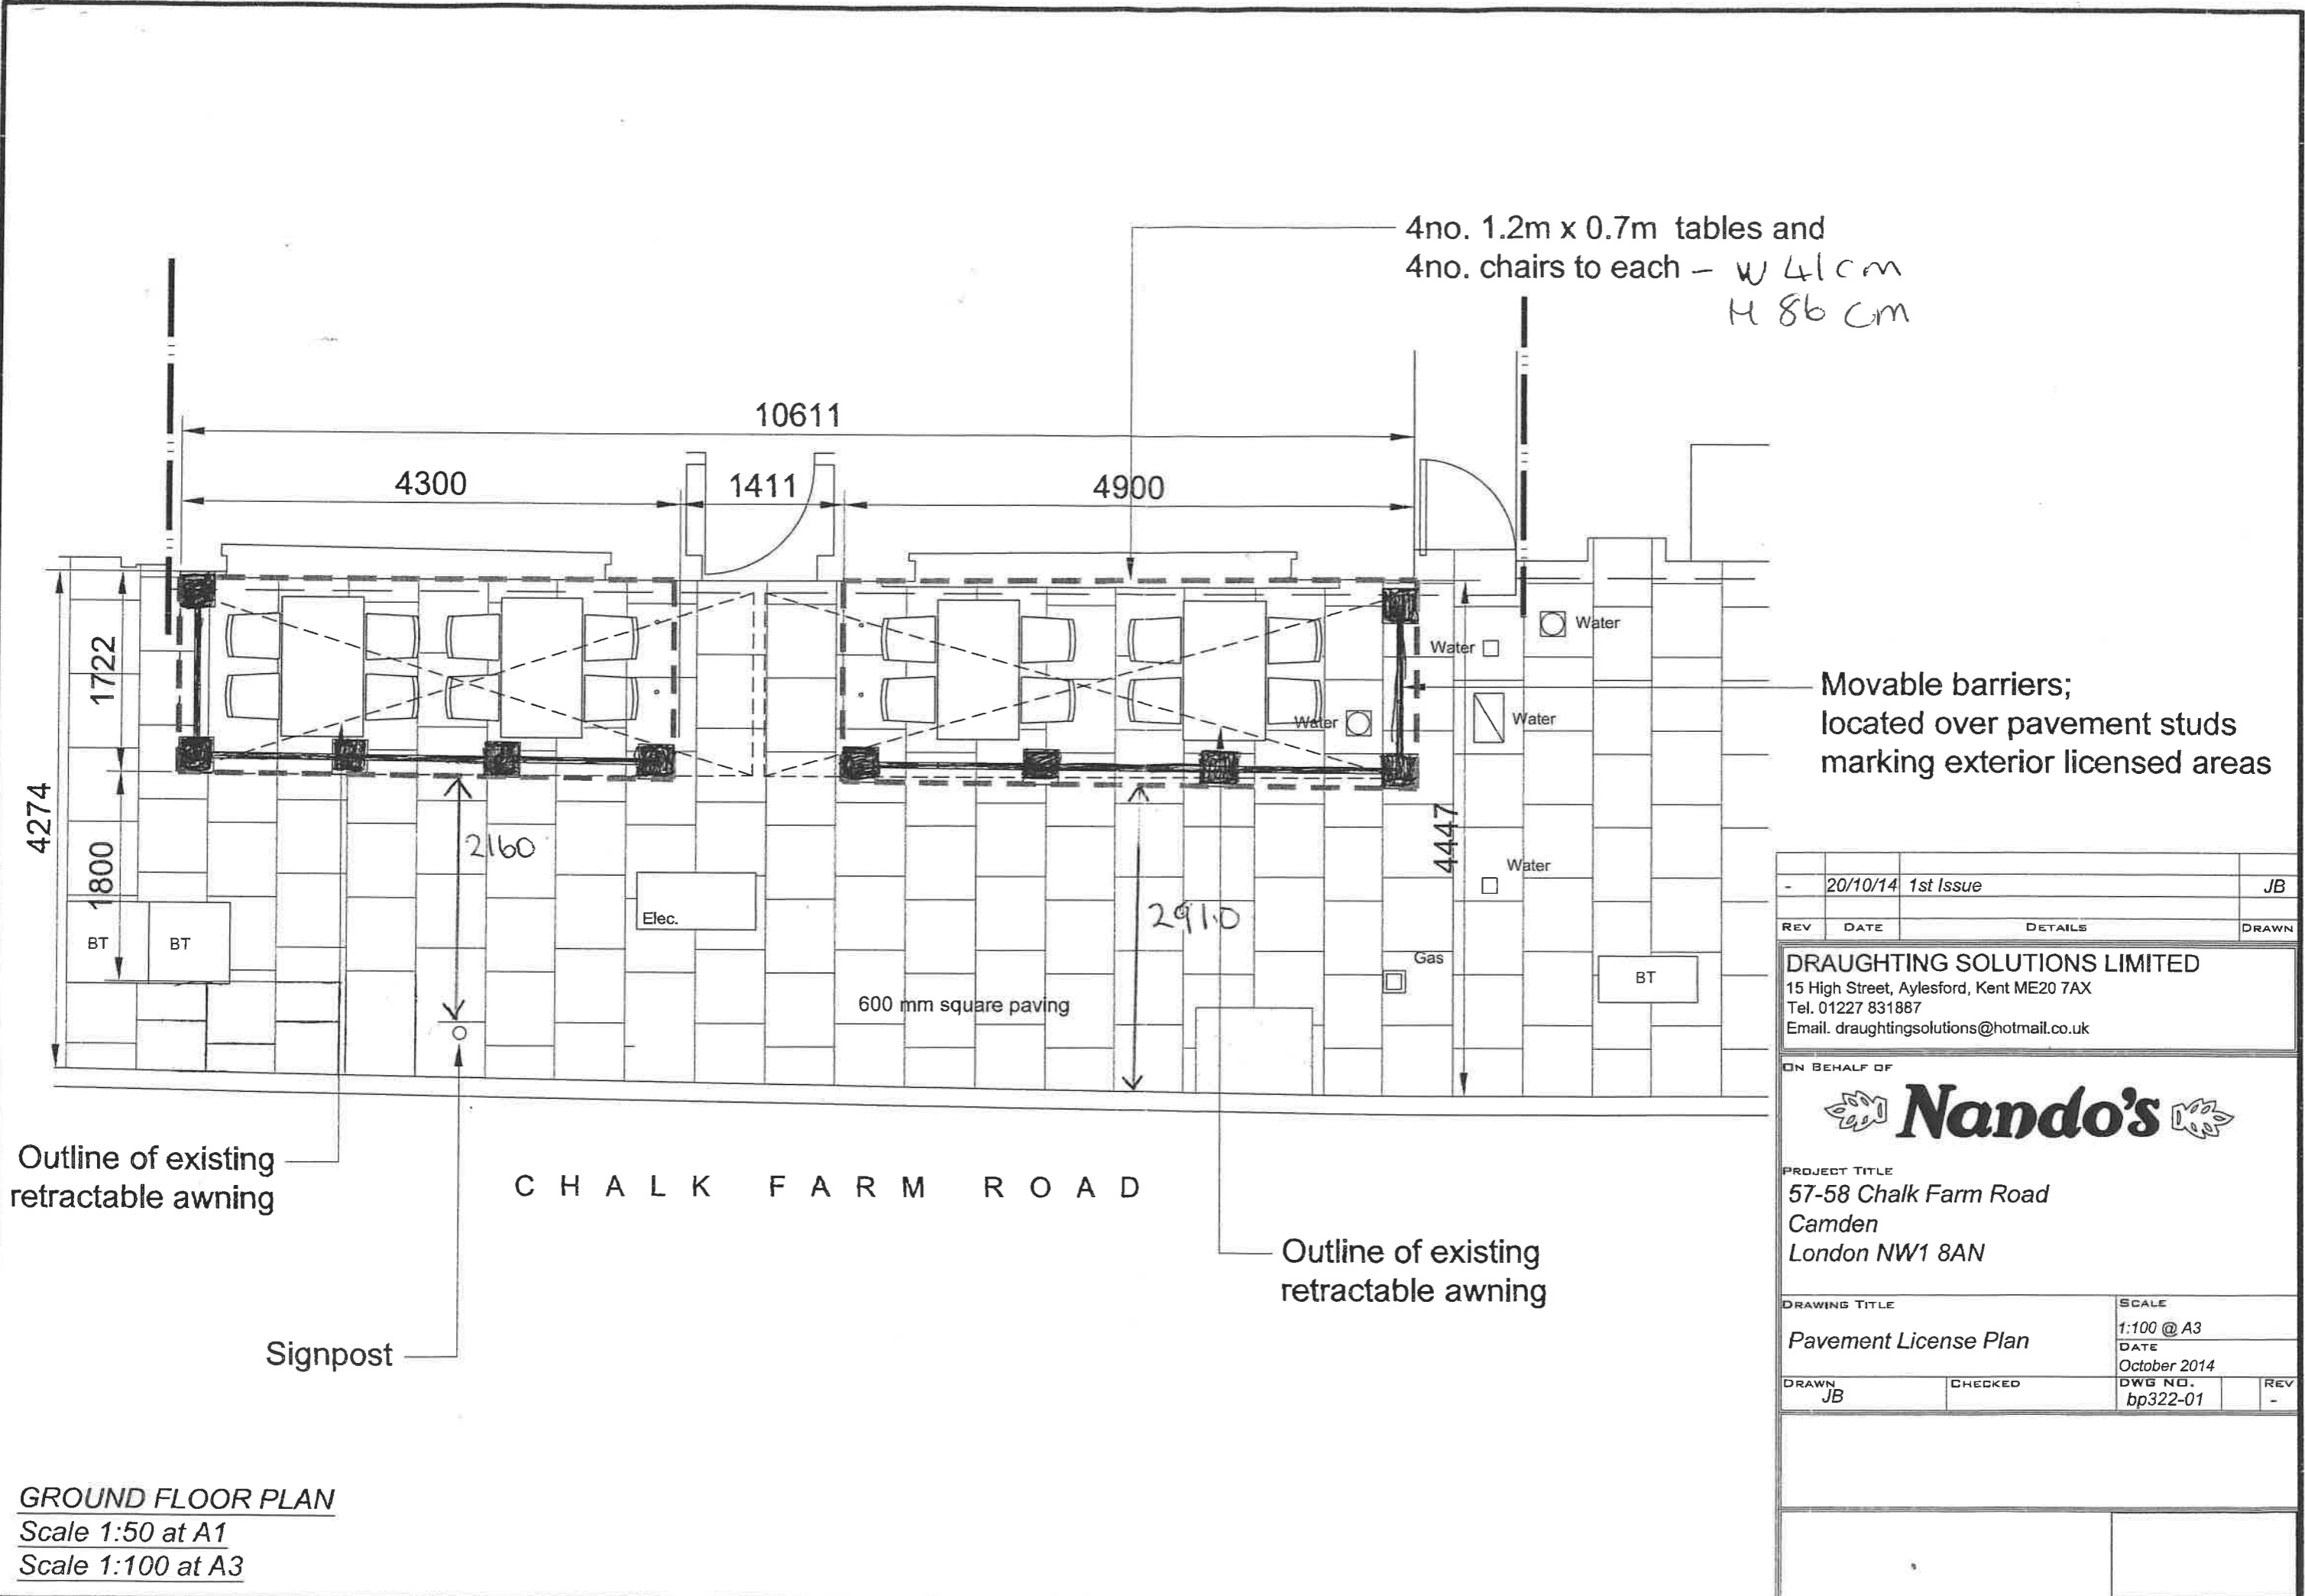 4no. 1.2m x 0.7m tables and
4no. chairs to each - W 41cm
H 86 cm
10611
4300
1411
4900
1722
4274
1800
2160
2910
4447
Water
Water
Water
Water
Water
Movable barriers;
located over pavement studs
marking exterior licensed areas
BT
BT
Elec.
Gas
BT
600 mm square paving
Outline of existing
retractable awning
CHALK FARM ROAD
Outline of existing
retractable awning
Signpost
GROUND FLOOR PLAN
Scale 1:50 at A1
Scale 1:100 at A3
- 20/10/14 1st Issue JB
REV DATE DETAILS DRAWN
DRAUGHTING SOLUTIONS LIMITED
15 High Street, Aylesford, Kent ME20 7AX
Tel. 01227 831887
Email. draughtingsolutions@hotmail.co.uk
ON BEHALF OF
Nando's
PROJECT TITLE
57-58 Chalk Farm Road
Camden
London NW1 8AN
DRAWING TITLE
Pavement License Plan
SCALE
1:100 @ A3
DATE
October 2014
DRAWN
JB
CHECKED
DWG NO.
bp322-01
REV
-